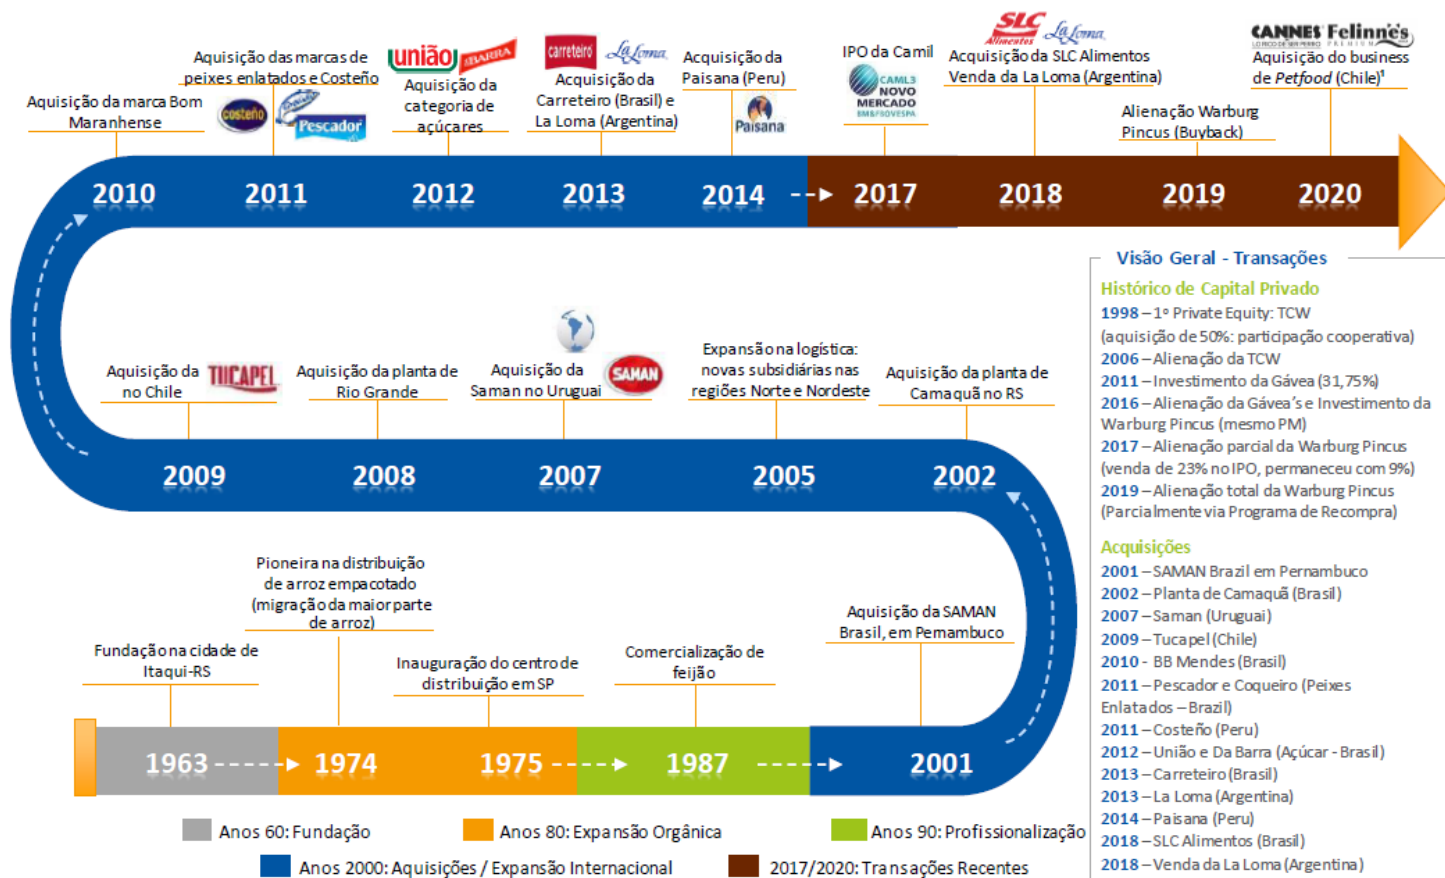 Aquisição da marca Bom
Maranhense
Aquisição das marcas de
peixes enlatados e Costeño
costeño
Coqueiro
Pescador
união
DA BARRA
Aquisição da
categoria de
açúcares
carreteiro
La Loma
Aquisição da
Carreteiro (Brasil) e
La Loma (Argentina)
Aquisição da
Paisana (Peru)
Paisana
IPO da Camil
CAML3
NOVO
MERCADO
BM&FBOVESPA
SLC
Alimentos
La Loma
Aquisição da SLC Alimentos
Venda da La Loma (Argentina)
Alienação Warburg
Pincus (Buyback)
CANNES Felinnes
LO RICO DE SER PERRO PREMIUM
Aquisição do business
de Petfood (Chile)¹
2010
2011
2012
2013
2014
2017
2018
2019
2020
Aquisição da
no Chile
TUCAPEL
Aquisição da planta de
Rio Grande
Aquisição da
Saman no Uruguai
SAMAN
Expansão na logística:
novas subsidiárias nas
regiões Norte e Nordeste
Aquisição da planta de
Camaquã no RS
2009
2008
2007
2005
2002
Fundação na cidade de
Itaqui-RS
Pioneira na distribuição
de arroz empacotado
(migração da maior parte
de arroz)
Inauguração do centro de
distribuição em SP
Comercialização de
feijão
Aquisição da SAMAN
Brasil, em Pernambuco
1963
1974
1975
1987
2001
Anos 60: Fundação
Anos 80: Expansão Orgânica
Anos 90: Profissionalização
Anos 2000: Aquisições / Expansão Internacional
2017/2020: Transações Recentes
Visão Geral - Transações
Histórico de Capital Privado
1998 – 1º Private Equity: TCW
(aquisição de 50%: participação cooperativa)
2006 – Alienação da TCW
2011 – Investimento da Gávea (31,75%)
2016 – Alienação da Gávea's e Investimento da
Warburg Pincus (mesmo PM)
2017 – Alienação parcial da Warburg Pincus
(venda de 23% no IPO, permaneceu com 9%)
2019 – Alienação total da Warburg Pincus
(Parcialmente via Programa de Recompra)
Acquisições
2001 – SAMAN Brazil em Pernambuco
2002 – Planta de Camaquã (Brasil)
2007 – Saman (Uruguai)
2009 – Tucapel (Chile)
2010 - BB Mendes (Brasil)
2011 – Pescador e Coqueiro (Peixes
Enlatados – Brazil)
2011 – Costeño (Peru)
2012 – União e Da Barra (Açúcar - Brasil)
2013 – Carreteiro (Brasil)
2013 – La Loma (Argentina)
2014 – Paisana (Peru)
2018 – SLC Alimentos (Brasil)
2018 – Venda da La Loma (Argentina)